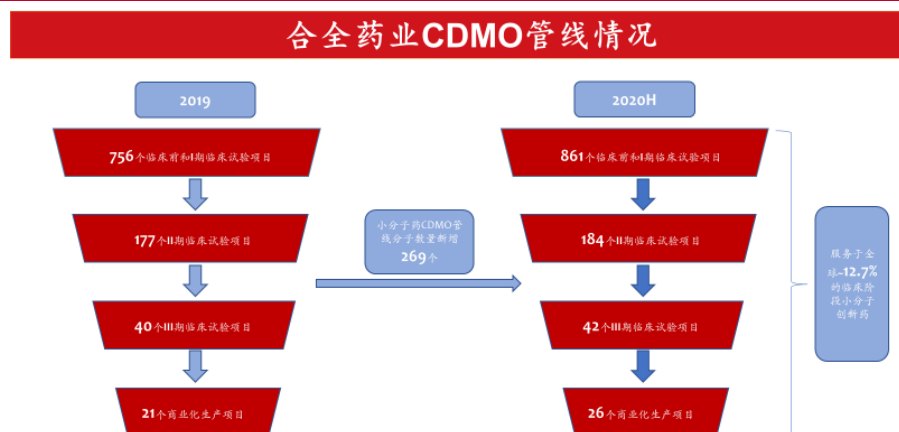 合全药业CDMO管线情况
2019
2020H
756个临床前和I期临床试验项目
861个临床前和I期临床试验项目
177个II期临床试验项目
小分子药CDMO管
线分子数量新增
269个
184个II期临床试验项目
服务于全
球~12.7%
的临床阶
段小分子
创新药
40个III期临床试验项目
42个III期临床试验项目
21个商业化生产项目
26个商业化生产项目